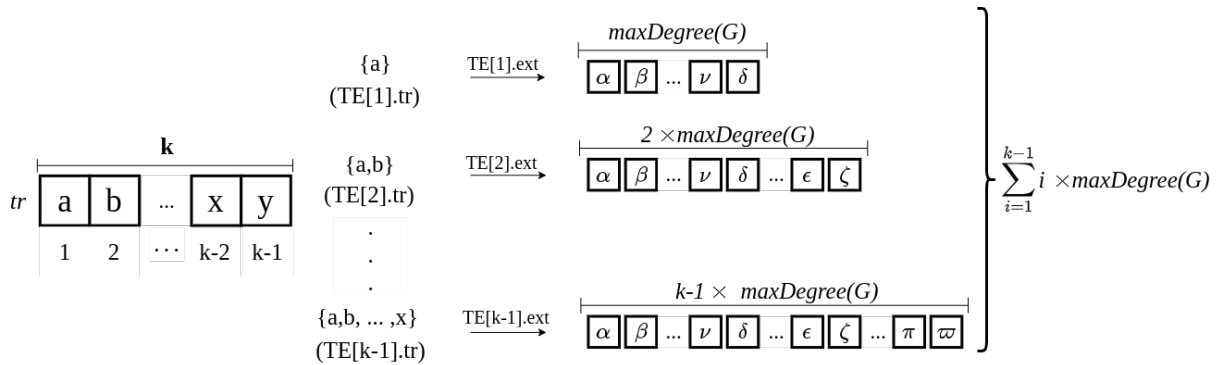 k
tr a b ... x y
1 2 ... k-2 k-1
{a}
(TE[1].tr)
TE[1].ext
maxDegree(G)
α β ... ν δ
{a,b}
(TE[2].tr)
TE[2].ext
2 ×maxDegree(G)
α β ... ν δ ... ϵ ζ
.
.
.
{a,b, ... ,x}
(TE[k-1].tr)
TE[k-1].ext
k-1 × maxDegree(G)
α β ... ν δ ... ϵ ζ ... π ϖ
k−1
∑ i ×maxDegree(G)
i=1